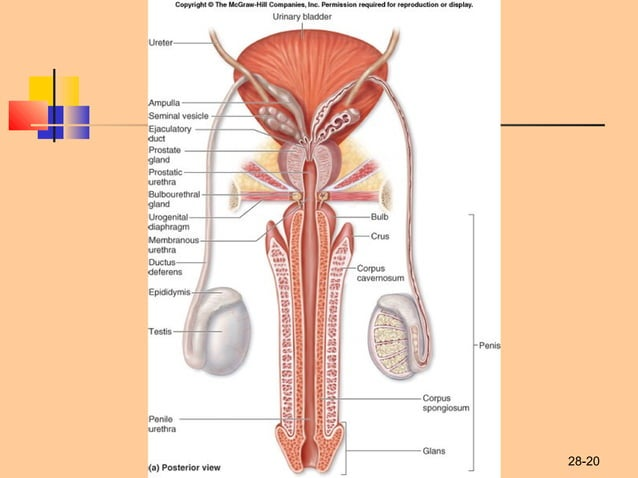 Copyright © The McGraw-Hill Companies, Inc. Permission required for reproduction or display.
Urinary bladder
Ureter
Ampulla
Seminal vesicle
Ejaculatory
duct
Prostate
gland
Prostatic
urethra
Bulbourethral
gland
Urogenital
diaphragm
Membranous
urethra
Ductus
deferens
Epididymis
Testis
Penile
urethra
Bulb
Crus
Corpus
cavernosum
Penis
Corpus
spongiosum
Glans
(a) Posterior view
28-20